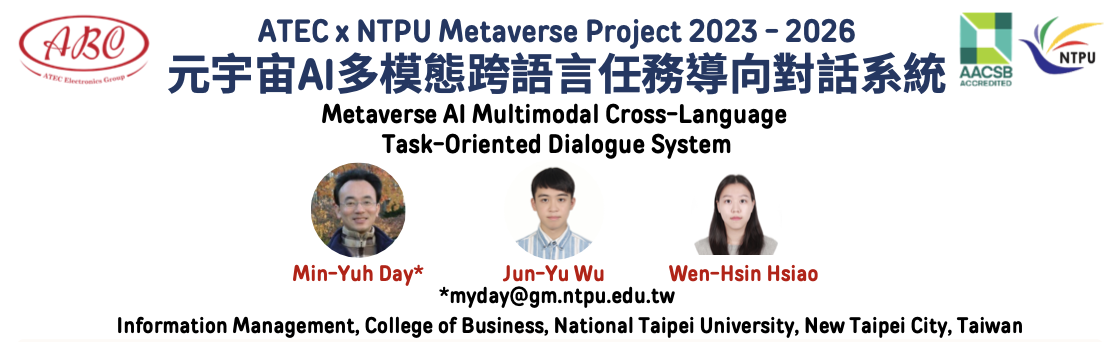 ABC
ATEC Electronics Group
ATEC x NTPU Metaverse Project 2023 - 2026
元宇宙AI多模態跨語言任務導向對話系統
AACSB
ACCREDITED
NTPU
Metaverse AI Multimodal Cross-Language
Task-Oriented Dialogue System
Min-Yuh Day* Jun-Yu Wu Wen-Hsin Hsiao
*myday@gm.ntpu.edu.tw
Information Management, College of Business, National Taipei University, New Taipei City, Taiwan